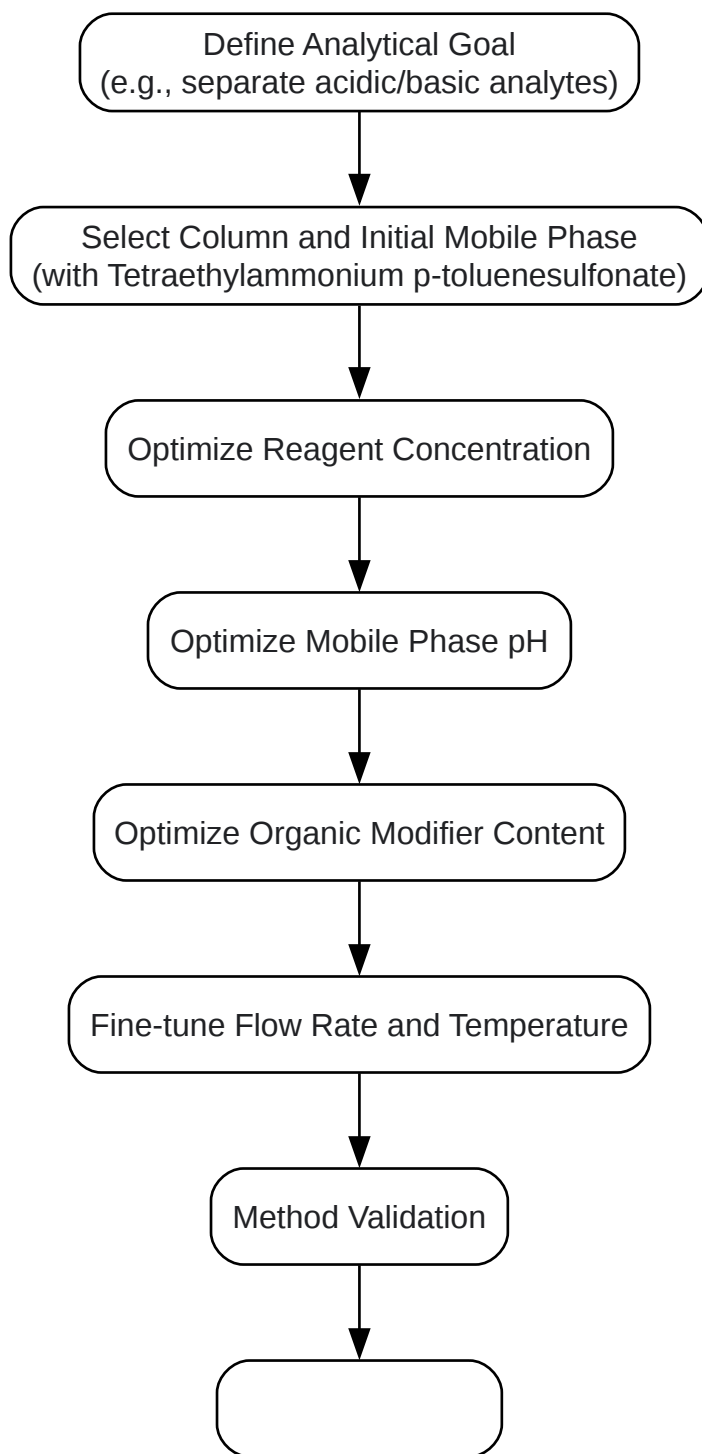 Define Analytical Goal
(e.g., separate acidic/basic analytes)
Select Column and Initial Mobile Phase
(with Tetraethylammonium p-toluenesulfonate)
Optimize Reagent Concentration
Optimize Mobile Phase pH
Optimize Organic Modifier Content
Fine-tune Flow Rate and Temperature
Method Validation